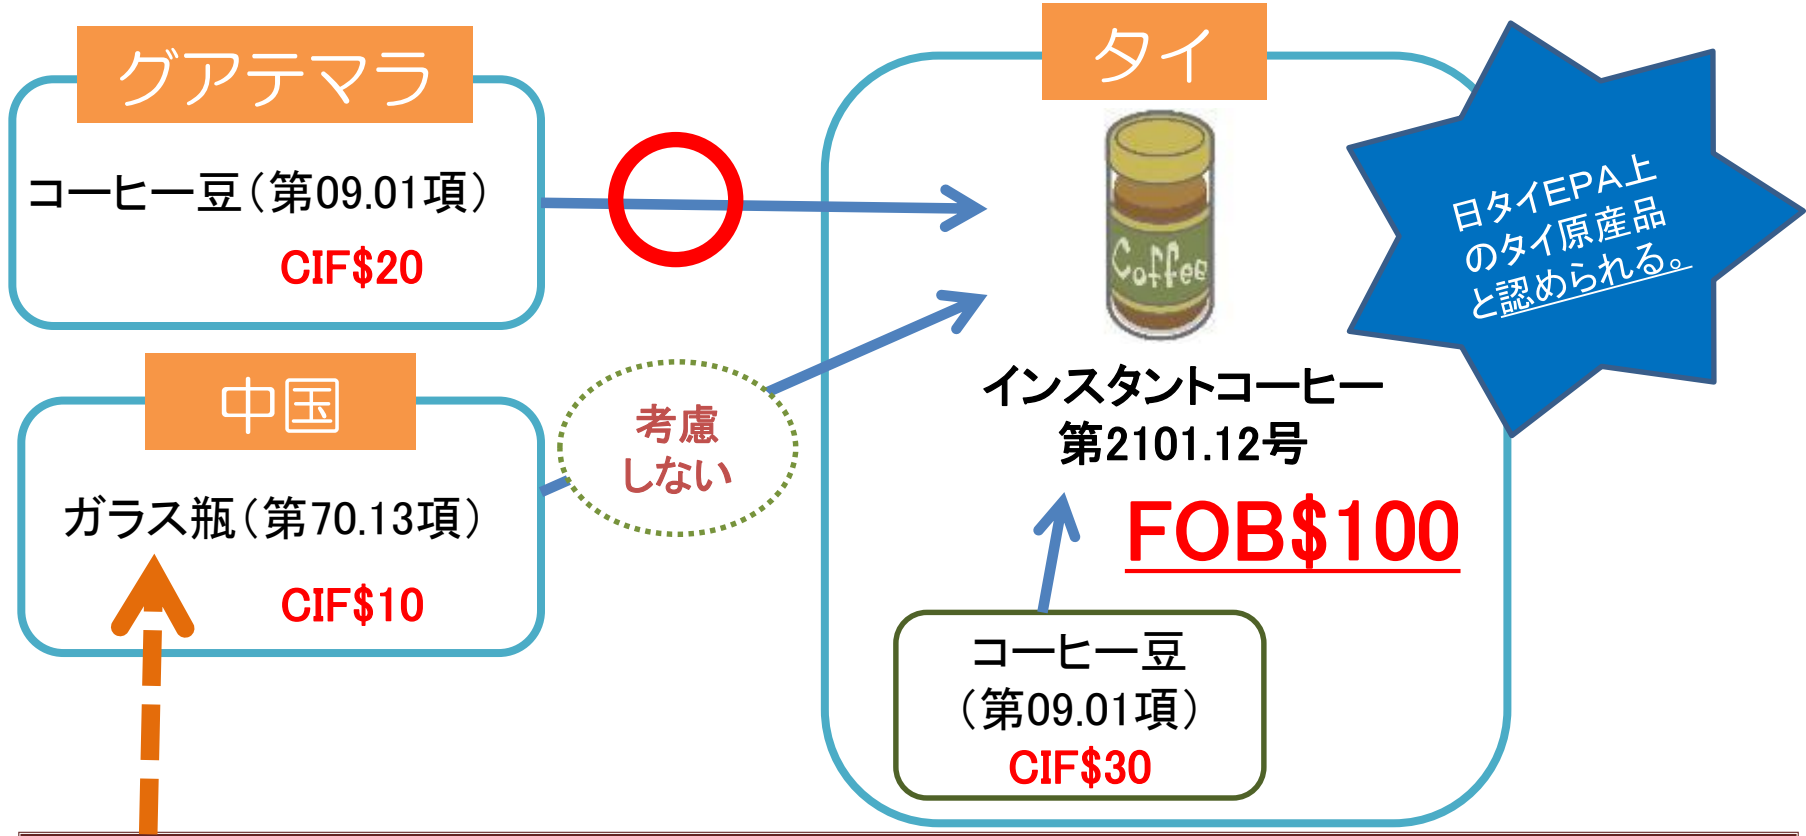 グアテマラ
コーヒー豆（第09.01項）
CIF$20
中国
ガラス瓶（第70.13項）
CIF$10
考慮
しない
タイ
Coffee
インスタントコーヒー
第2101.12号
FOB$100
コーヒー豆
（第09.01項）
CIF$30
日タイEPA上
のタイ原産品
と認められる。